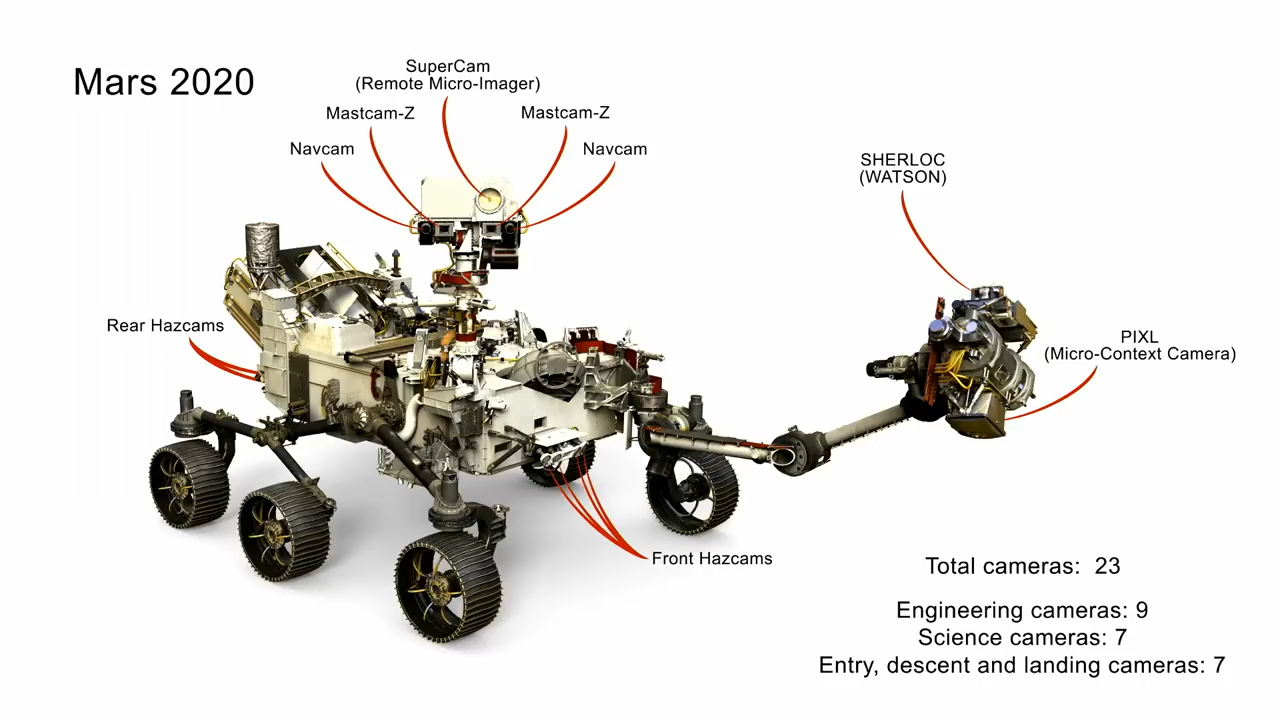 Mars 2020
SuperCam
(Remote Micro-Imager)
Mastcam-Z
Mastcam-Z
Navcam
Navcam
SHERLOC
(WATSON)
Rear Hazcams
PIXL
(Micro-Context Camera)
Front Hazcams
Total cameras: 23
Engineering cameras: 9
Science cameras: 7
Entry, descent and landing cameras: 7